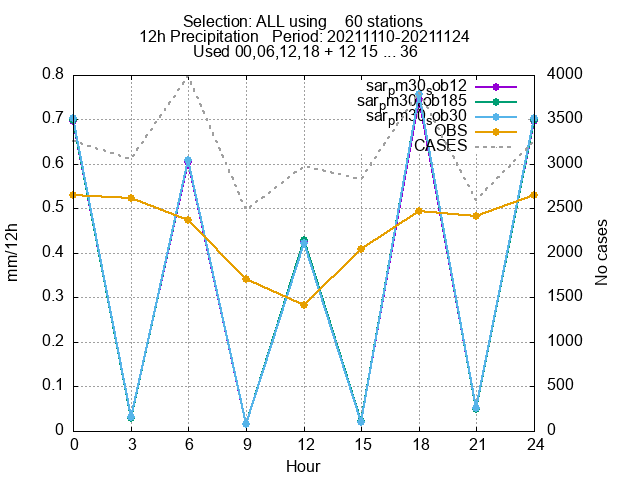 Selection: ALL using    60 stations
12h Precipitation   Period: 20211110-20211124
Used 00,06,12,18 + 12 15 ... 36
0.8
0.7
0.6
0.5
0.4
0.3
0.2
0.1
0
4000
3500
3000
2500
2000
1500
1000
500
0
sarpm30sob12
sarpm30sob185
sarpm30sob30
OBS
CASES
mm/12h
No cases
0 3 6 9 12 15 18 21 24
Hour